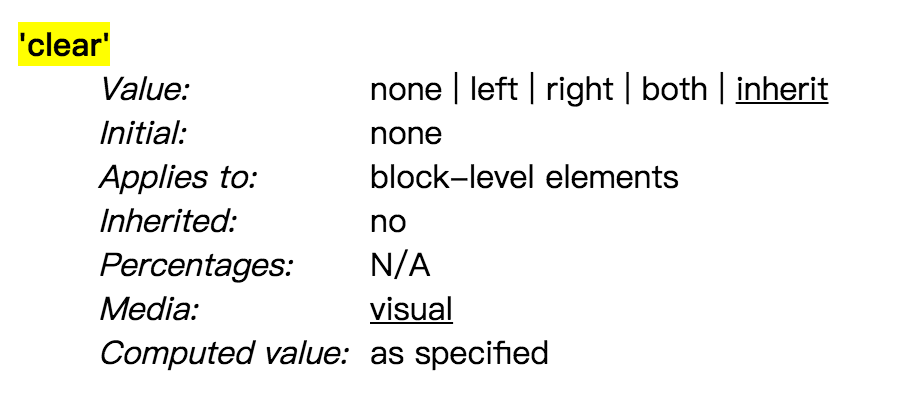 'clear'
Value: none | left | right | both | inherit
Initial: none
Applies to: block–level elements
Inherited: no
Percentages: N/A
Media: visual
Computed value: as specified